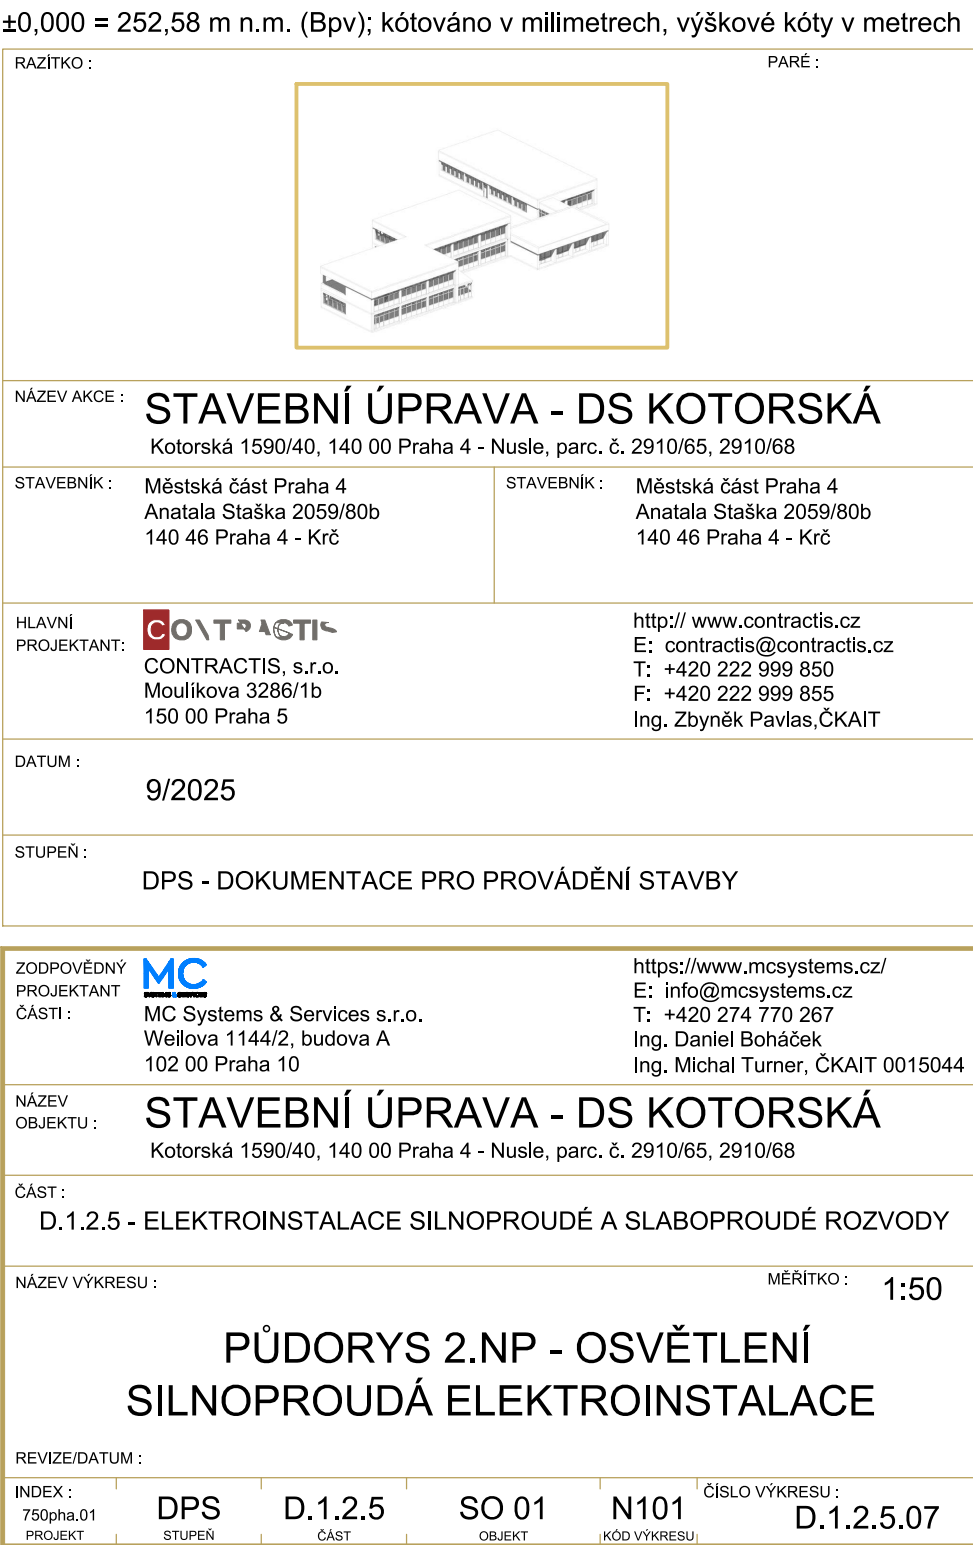 ±0,000 = 252,58 m n.m. (Bpv); kótováno v milimetrech, výškové kóty v metrech
RAZÍTKO :
PARÉ :
NÁZEV AKCE :
STAVEBNÍ ÚPRAVA - DS KOTORSKÁ
Kotorská 1590/40, 140 00 Praha 4 - Nusle, parc. č. 2910/65, 2910/68
STAVEBNÍK :
Městská část Praha 4
Anatala Staška 2059/80b
140 46 Praha 4 - Krč
STAVEBNÍK :
Městská část Praha 4
Anatala Staška 2059/80b
140 46 Praha 4 - Krč
HLAVNÍ
PROJEKTANT:
CONTRACTIS, s.r.o.
Moulíkova 3286/1b
150 00 Praha 5
http:// www.contractis.cz
E: contractis@contractis.cz
T: +420 222 999 850
F: +420 222 999 855
Ing. Zbyněk Pavlas,ČKAIT
DATUM :
9/2025
STUPEŇ :
DPS - DOKUMENTACE PRO PROVÁDĚNÍ STAVBY
ZODPOVĚDNÝ
PROJEKTANT
ČÁSTI :
MC
MC Systems & Services s.r.o.
Weilova 1144/2, budova A
102 00 Praha 10
https://www.mcsystems.cz/
E: info@mcsystems.cz
T: +420 274 770 267
Ing. Daniel Boháček
Ing. Michal Turner, ČKAIT 0015044
NÁZEV
OBJEKTU :
STAVEBNÍ ÚPRAVA - DS KOTORSKÁ
Kotorská 1590/40, 140 00 Praha 4 - Nusle, parc. č. 2910/65, 2910/68
ČÁST :
D.1.2.5 - ELEKTROINSTALACE SILNOPROUDÉ A SLABOPROUDÉ ROZVODY
NÁZEV VÝKRESU :
MĚŘÍTKO :
1:50
PŮDORYS 2.NP - OSVĚTLENÍ
SILNOPROUDÁ ELEKTROINSTALACE
REVIZE/DATUM :
INDEX :
750pha.01
PROJEKT
DPS
STUPEŇ
D.1.2.5
ČÁST
SO 01
OBJEKT
N101
KÓD VÝKRESU
ČÍSLO VÝKRESU :
D.1.2.5.07